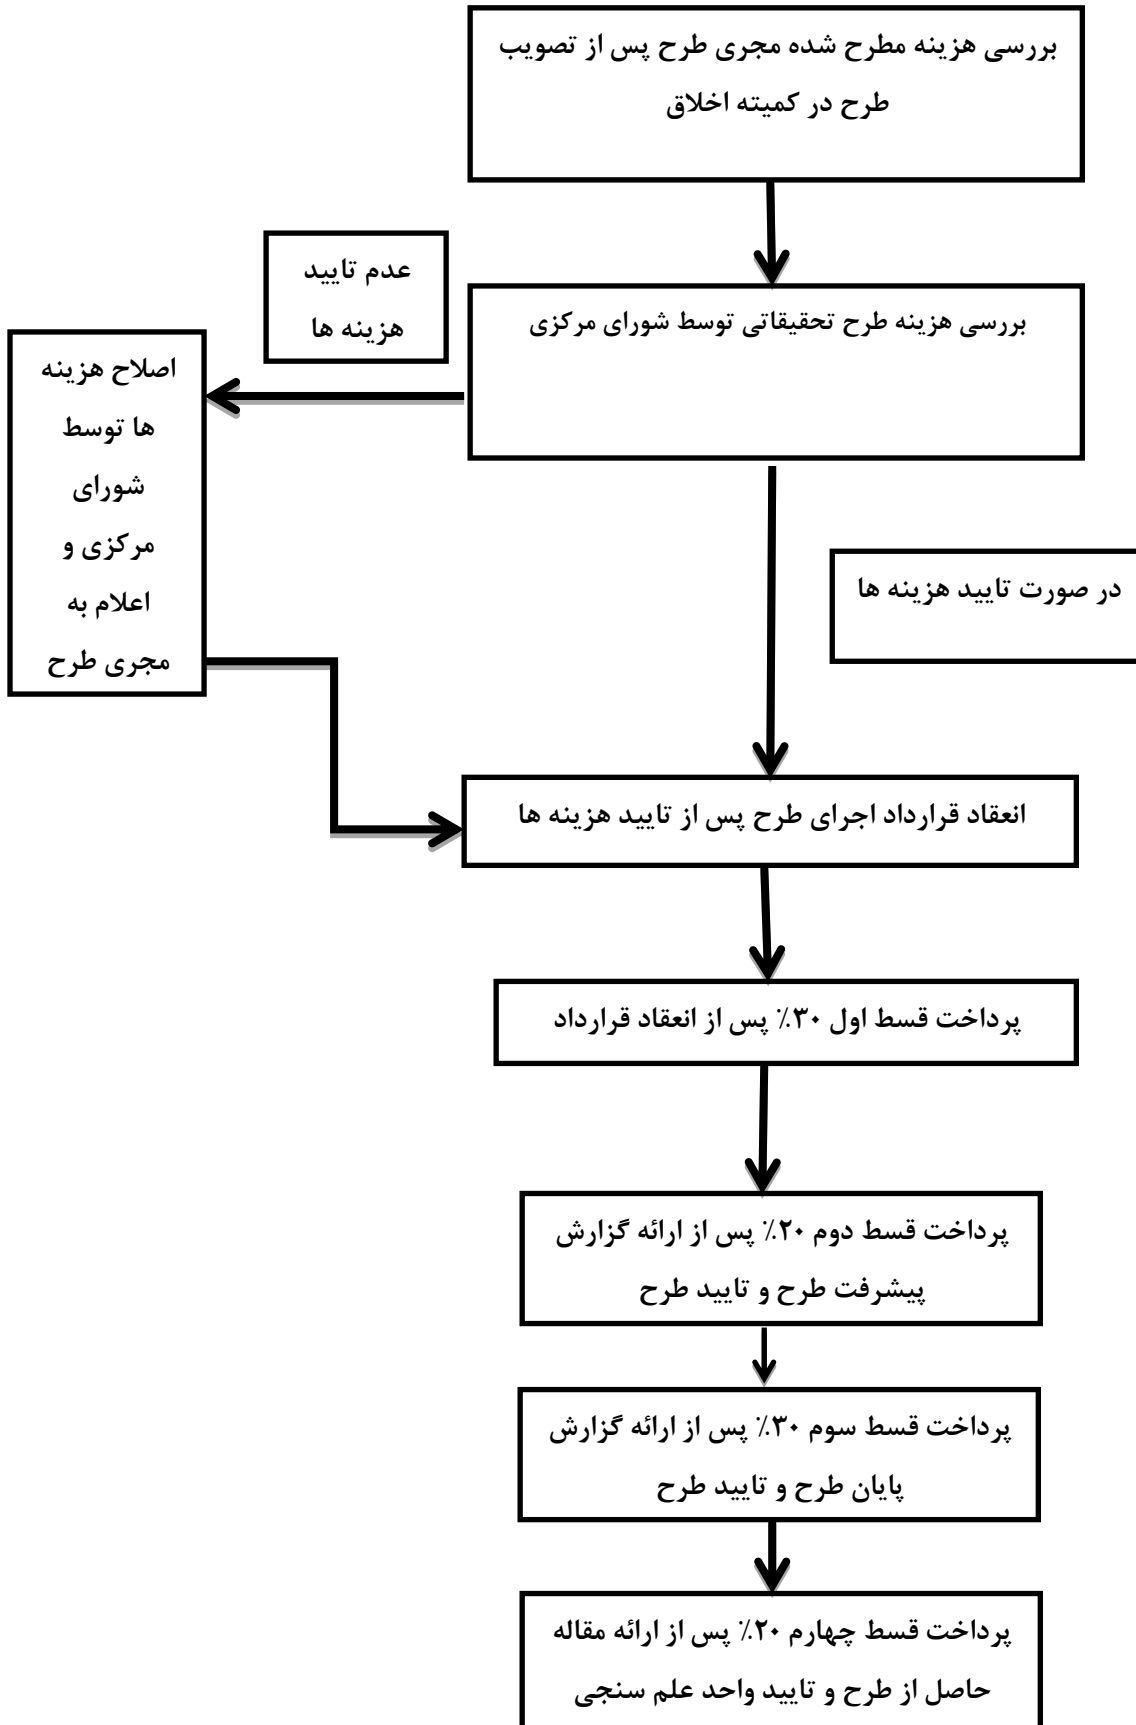 بررسی هزینه مطرح شده مجری طرح پس از تصویب
طرح در کمیته اخلاق
عدم تایید
هزینه ها
بررسی هزینه طرح تحقیقاتی توسط شورای مرکزی
اصلاح هزینه
ها توسط
شورای
مرکزی و
اعلام به
مجری طرح
در صورت تایید هزینه ها
انعقاد قرارداد اجرای طرح پس از تایید هزینه ها
پرداخت قسط اول ۳۰٪ پس از انعقاد قرارداد
پرداخت قسط دوم ۲۰٪ پس از ارائه گزارش
پیشرفت طرح و تایید طرح
پرداخت قسط سوم ۳۰٪ پس از ارائه گزارش
پایان طرح و تایید طرح
پرداخت قسط چهارم ۲۰٪ پس از ارائه مقاله
حاصل از طرح و تایید واحد علم سنجی